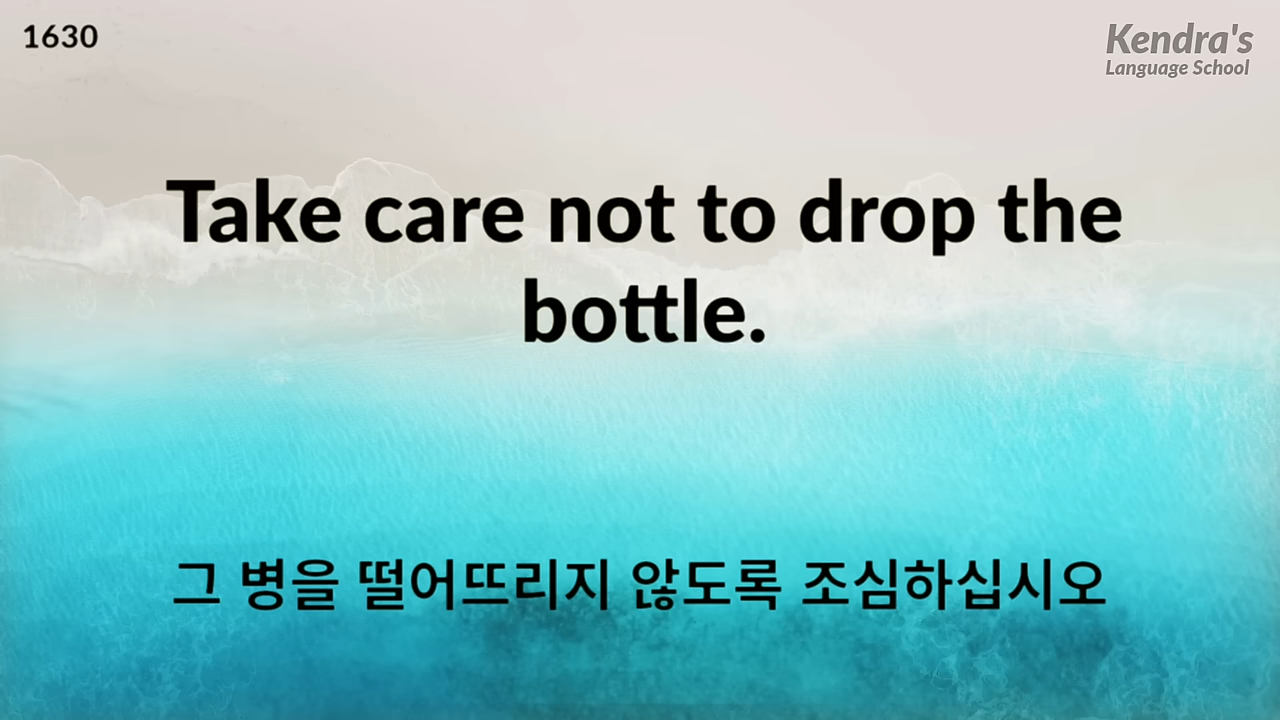 1630
Kendra's
Language School
Take care not to drop the
bottle.
그 병을 떨어뜨리지 않도록 조심하십시오